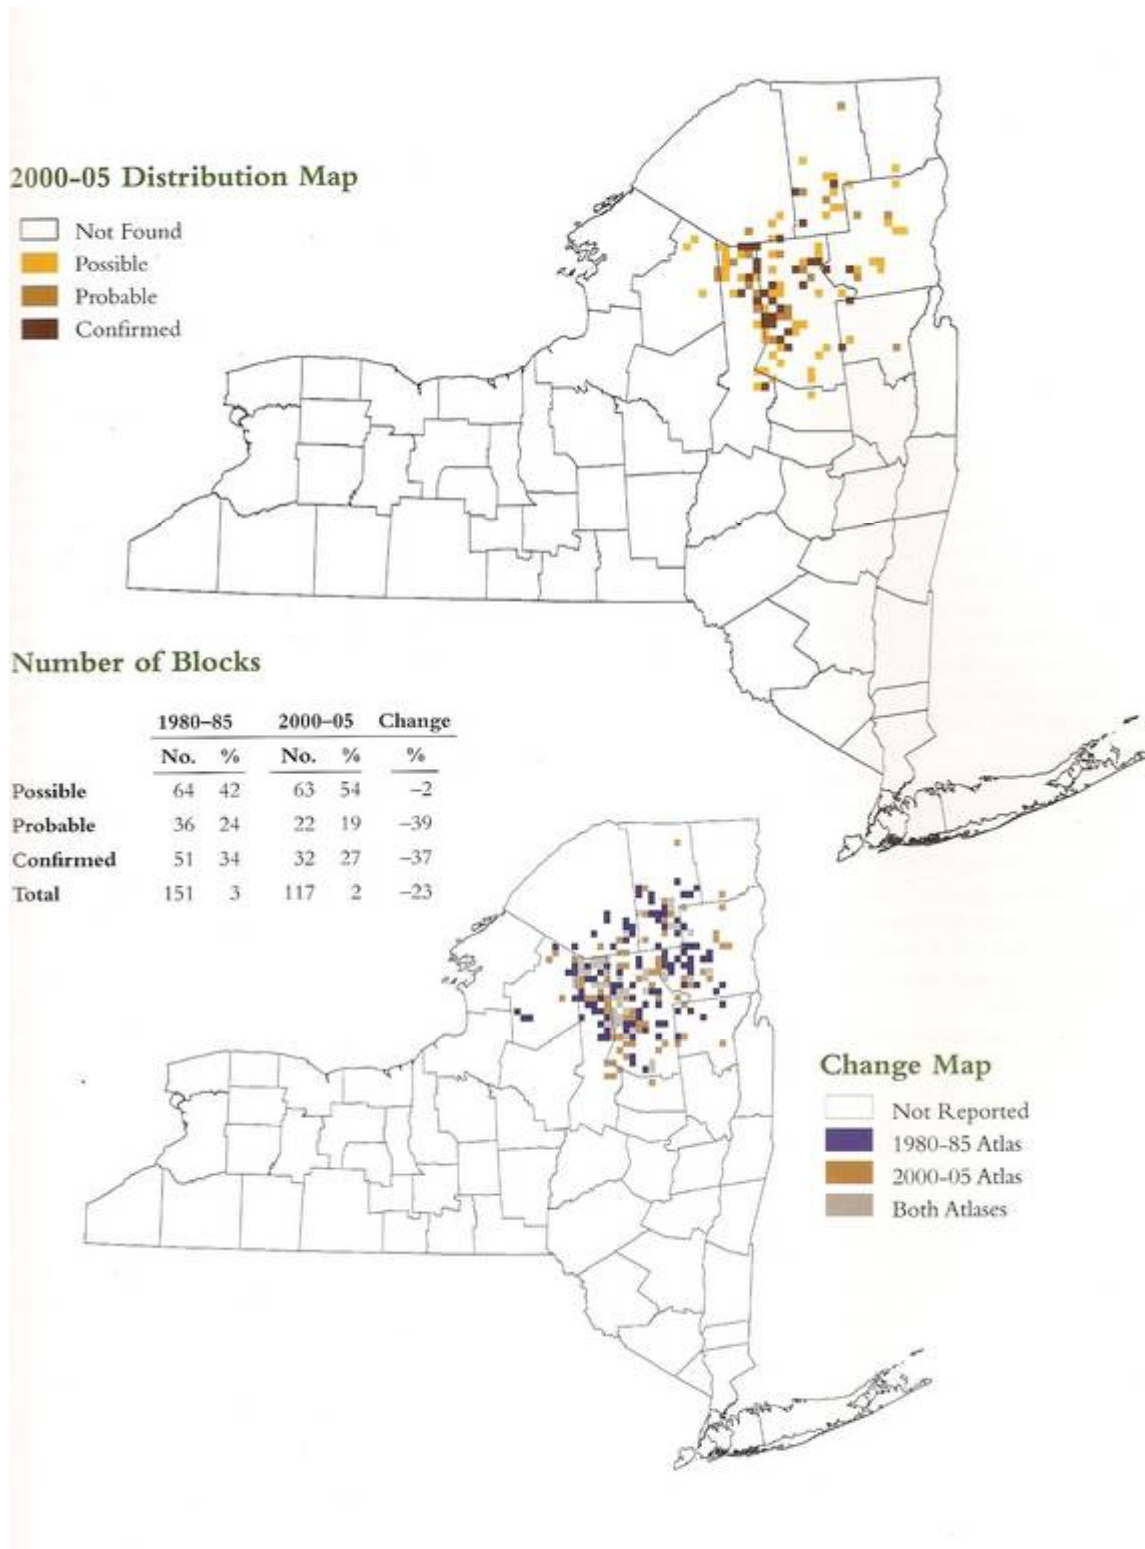 2000-05 Distribution Map
Not Found
Possible
Probable
Confirmed
Number of Blocks
1980–85 2000–05 Change
No. % No. % %
Possible 64 42 63 54 –2
Probable 36 24 22 19 –39
Confirmed 51 34 32 27 –37
Total 151 3 117 2 –23
Change Map
Not Reported
1980-85 Atlas
2000-05 Atlas
Both Atlases